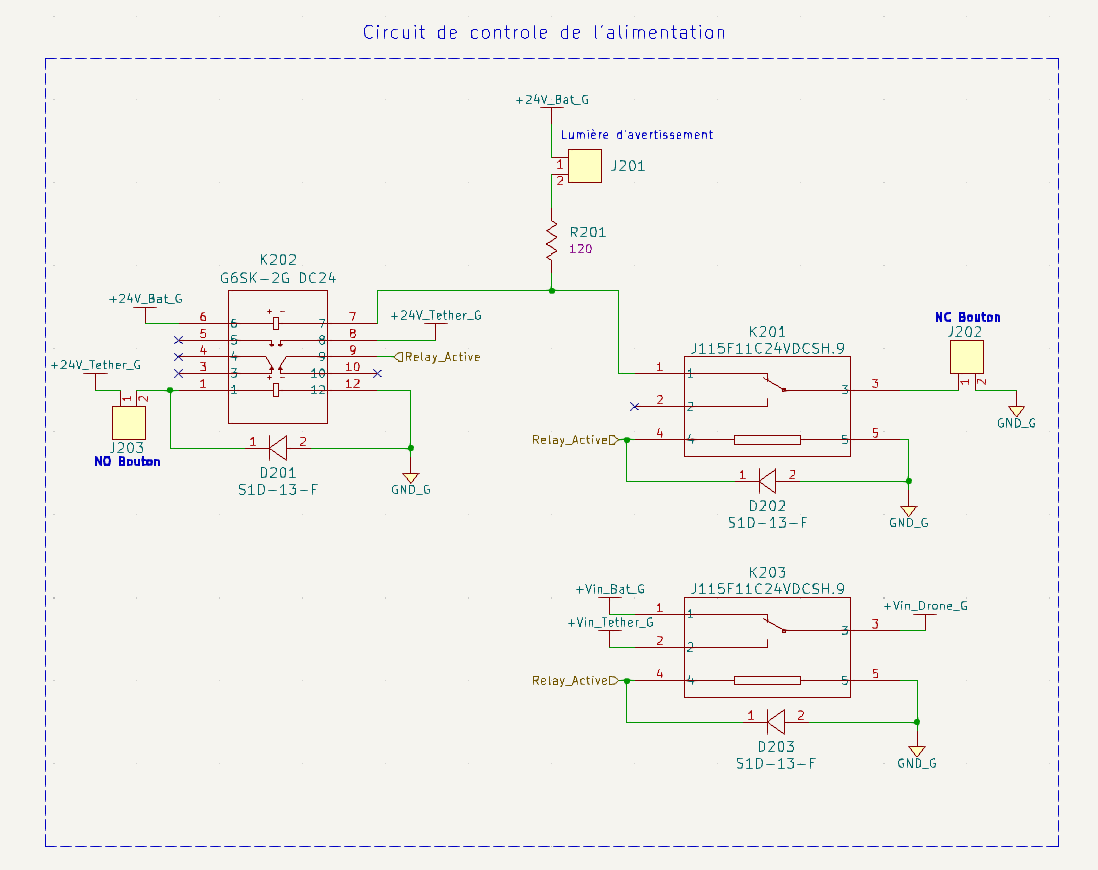 Circuit de controle de l'alimentation
+24V_Bat_G
Lumière d'avertissement
1
2
J201
R201
120
K202
G6SK-2G DC24
+24V_Bat_G
+24V_Tether_G
+24V_Tether_G
Relay_Active
6 6 + - 7 7
5 5 8 8
4 4 9 9
3 3 + - 10 10
1 1 12 12
1 2
J203
NO Bouton
1 2
D201
S1D-13-F
GND_G
K201
J115F11C24VDCSH.9
1 1
2 2
3 3
Relay_Active
4 4 5 5
1 2
D202
S1D-13-F
GND_G
NC Bouton
J202
1 2
GND_G
K203
J115F11C24VDCSH.9
+Vin_Bat_G
1 1
+Vin_Tether_G
2 2
3 3
+Vin_Drone_G
Relay_Active
4 4 5 5
1 2
D203
S1D-13-F
GND_G